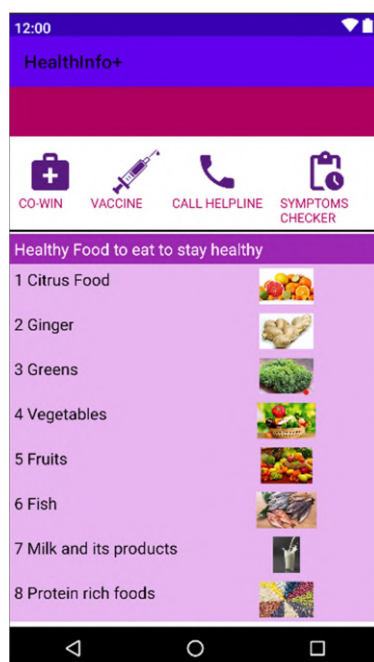 12:00
HealthInfo+
CO-WIN
VACCINE
CALL HELPLINE
SYMPTOMS
CHECKER
Healthy Food to eat to stay healthy
1 Citrus Food
2 Ginger
3 Greens
4 Vegetables
5 Fruits
6 Fish
7 Milk and its products
8 Protein rich foods